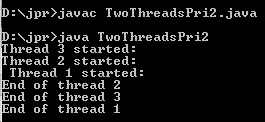 D:\jpr>javac TwoThreadsPri2.java
D:\jpr>java TwoThreadsPri2
Thread 3 started:
Thread 2 started:
 Thread 1 started:
End of thread 2
End of thread 3
End of thread 1